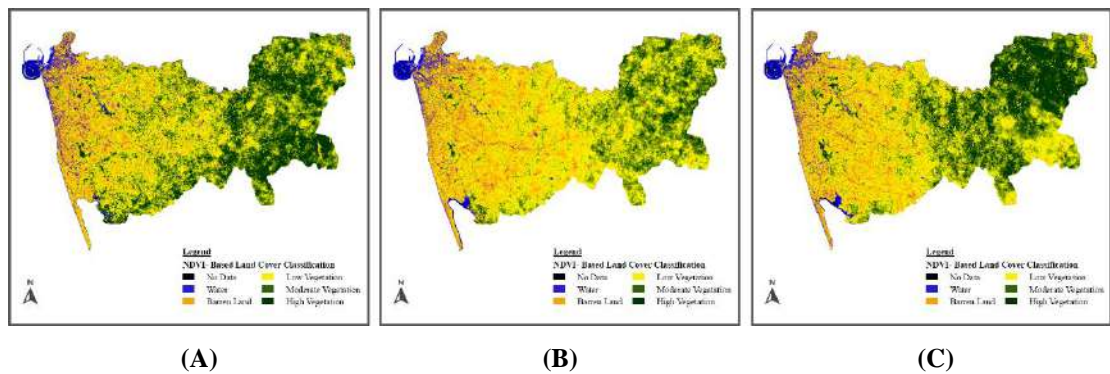 Legend
NDVI- Based Land Cover Classification
No Data
Low Vegetation
Water
Moderate Vegetation
Barren Land
High Vegetation
N
Legend
NDVI- Based Land Cover Classification
No Data
Low Vegetation
Water
Moderate Vegetation
Barren Land
High Vegetation
N
Legend
NDVI- Based Land Cover Classification
No Data
Low Vegetation
Water
Moderate Vegetation
Barren Land
High Vegetation
N
(A)
(B)
(C)